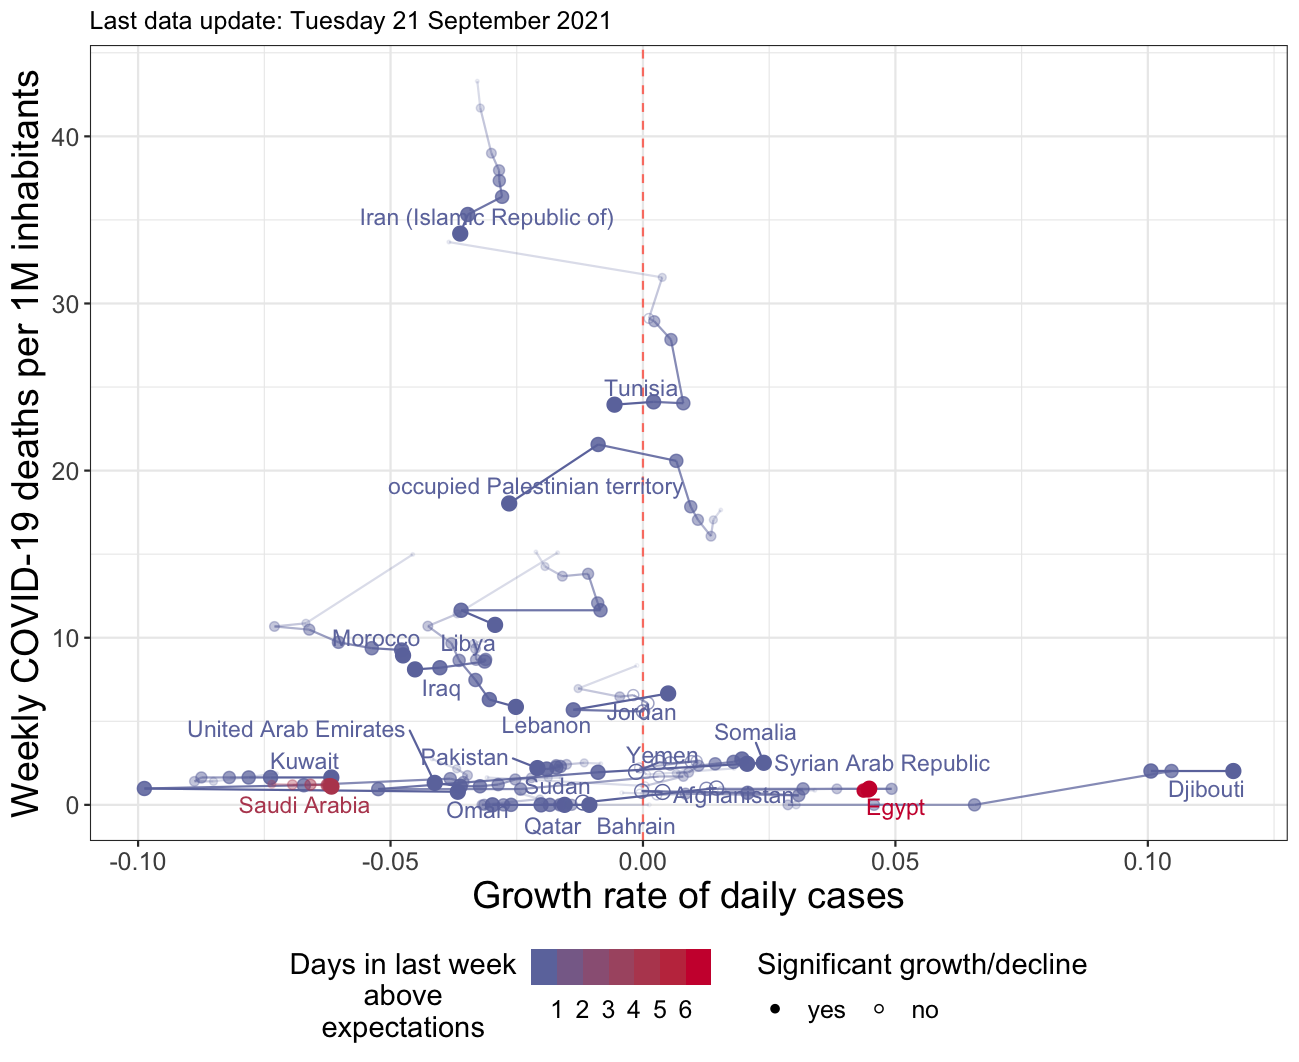 Last data update: Tuesday 21 September 2021
Weekly COVID-19 deaths per 1M inhabitants
40
30
20
10
0
Iran (Islamic Republic of)
Tunisia
occupied Palestinian territory
Morocco
Libya
Iraq
Lebanon
Jordan
United Arab Emirates
Somalia
Pakistan
Yemen
Kuwait
Syrian Arab Republic
Sudan
Djibouti
Saudi Arabia
Oman
Afghanistan
Egypt
Qatar
Bahrain
-0.10
-0.05
0.00
0.05
0.10
Growth rate of daily cases
Days in last week
above
expectations
1 2 3 4 5 6
Significant growth/decline
yes
no